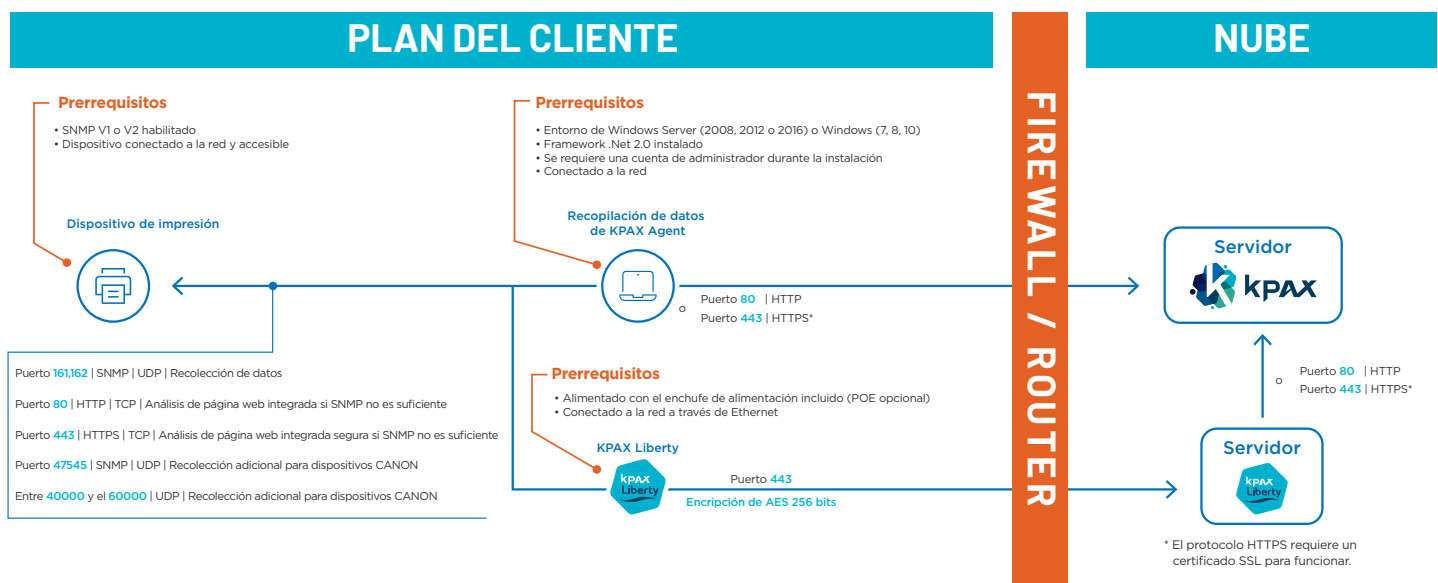 PLAN DEL CLIENTE
Prerrequisitos
• SNMP V1 o V2 habilitado
• Dispositivo conectado a la red y accesible
Dispositivo de impresión
Prerrequisitos
• Entorno de Windows Server (2008, 2012 o 2016) o Windows (7, 8, 10)
• Framework .Net 2.0 instalado
• Se requiere una cuenta de administrador durante la instalación
• Conectado a la red
Recopilación de datos
de KPAX Agent
Puerto 80 | HTTP
o
Puerto 443 | HTTPS*
Puerto 161,162 | SNMP | UDP | Recolección de datos
Puerto 80 | HTTP | TCP | Análisis de página web integrada si SNMP no es suficiente
Puerto 443 | HTTPS | TCP | Análisis de página web integrada segura si SNMP no es suficiente
Puerto 47545 | SNMP | UDP | Recolección adicional para dispositivos CANON
Entre 40000 y el 60000 | UDP | Recolección adicional para dispositivos CANON
Prerrequisitos
• Alimentado con el enchufe de alimentación incluido (POE opcional)
• Conectado a la red a través de Ethernet
KPAX Liberty
kpax
Liberty
Puerto 443
Encripción de AES 256 bits
FIREWALL / ROUTER
NUBE
Servidor
kpax
Puerto 80 | HTTP
o
Puerto 443 | HTTPS*
Servidor
kpax
Liberty
* El protocolo HTTPS requiere un
certificado SSL para funcionar.